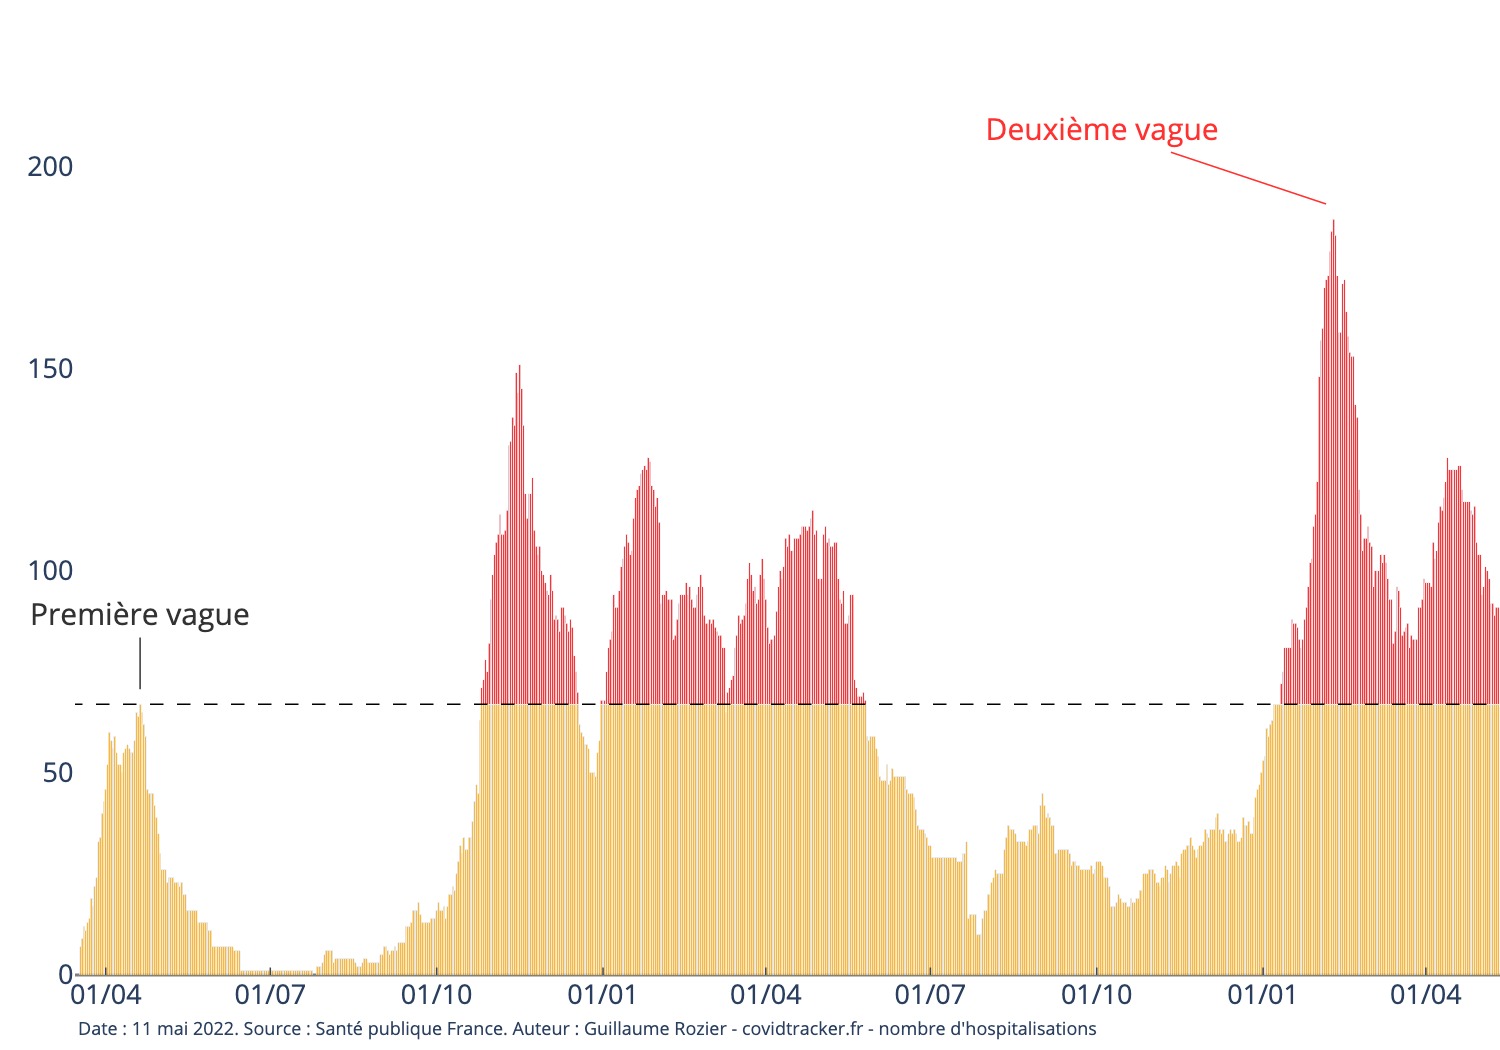 Deuxième vague
200
150
100
Première vague
50
0
01/04 01/07 01/10 01/01 01/04 01/07 01/10 01/01 01/04
Date : 11 mai 2022. Source : Santé publique France. Auteur : Guillaume Rozier - covidtracker.fr - nombre d'hospitalisations